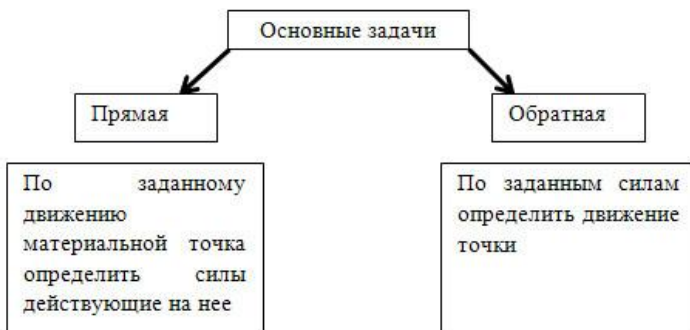 Основные задачи
Прямая
Обратная
По заданному
движению
материальной точка
определить силы
действующие на нее
По заданным силам
определить движение
точки